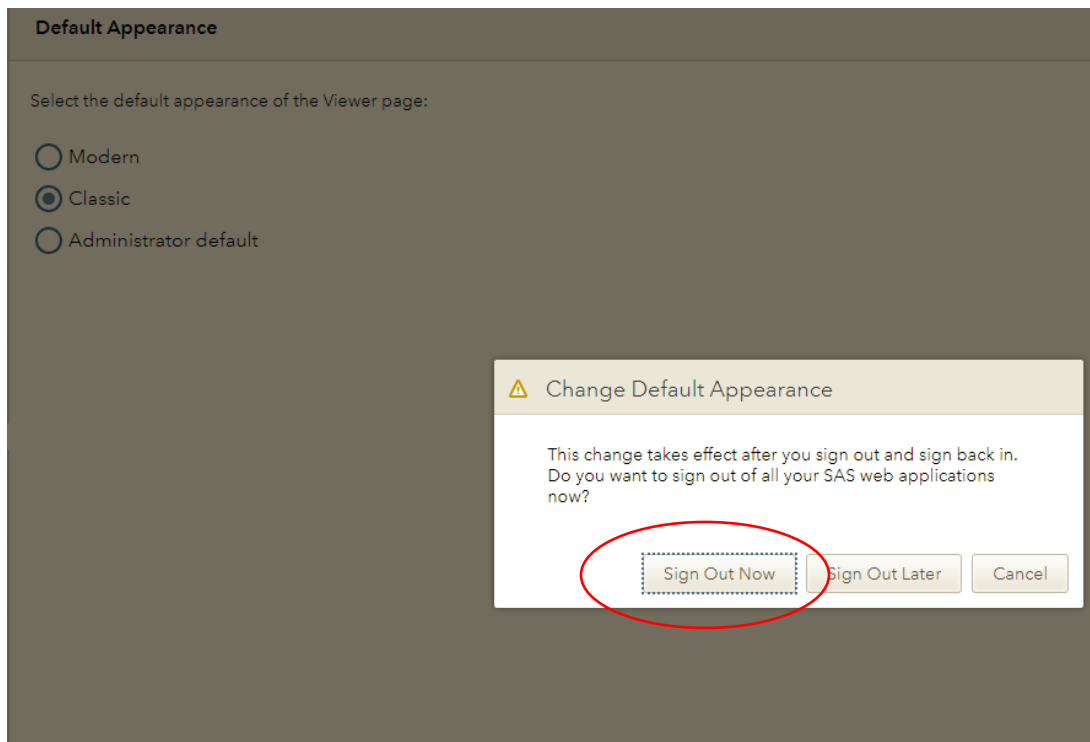 Default Appearance
Select the default appearance of the Viewer page:
Modern
Classic
Administrator default
Change Default Appearance
This change takes effect after you sign out and sign back in.
Do you want to sign out of all your SAS web applications
now?
Sign Out Now Sign Out Later Cancel